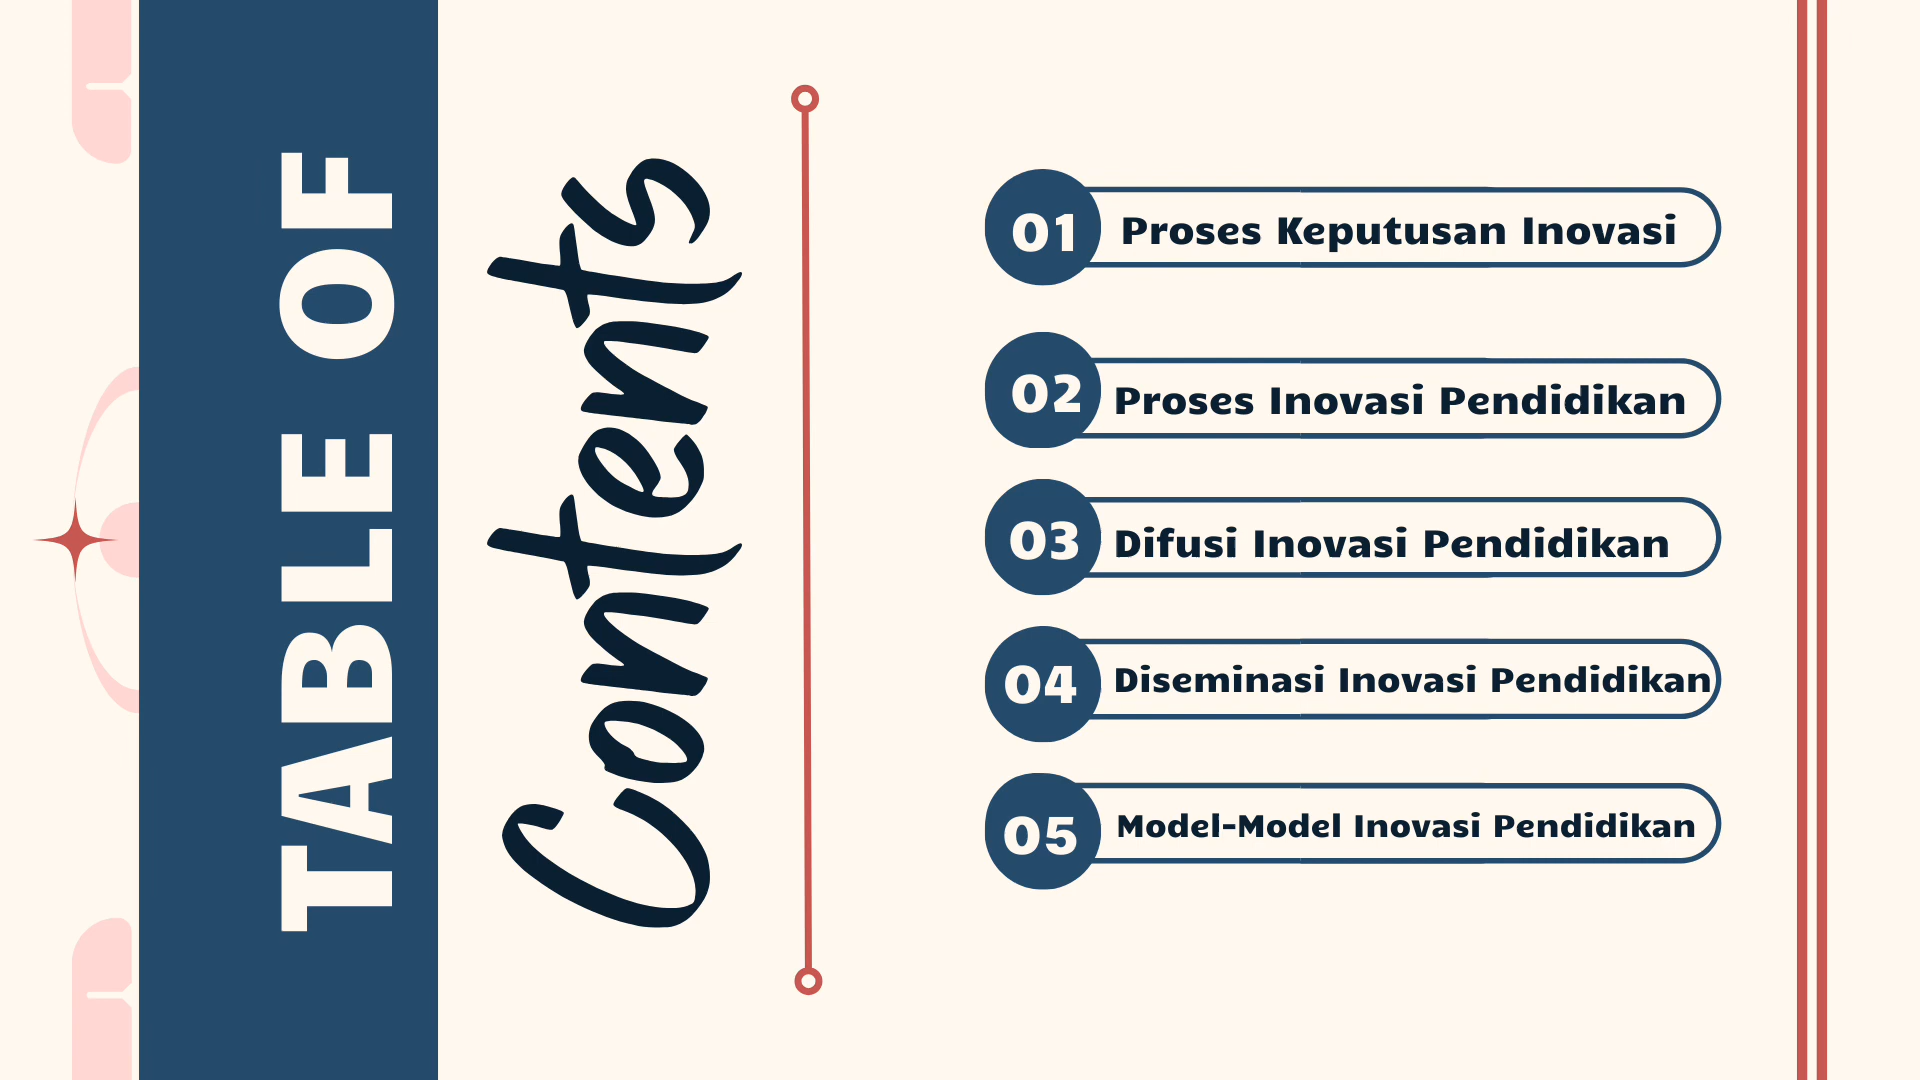 TABLE OF
Contents
01 Proses Keputusan Inovasi
02 Proses Inovasi Pendidikan
03 Difusi Inovasi Pendidikan
04 Diseminasi Inovasi Pendidikan
05 Model-Model Inovasi Pendidikan